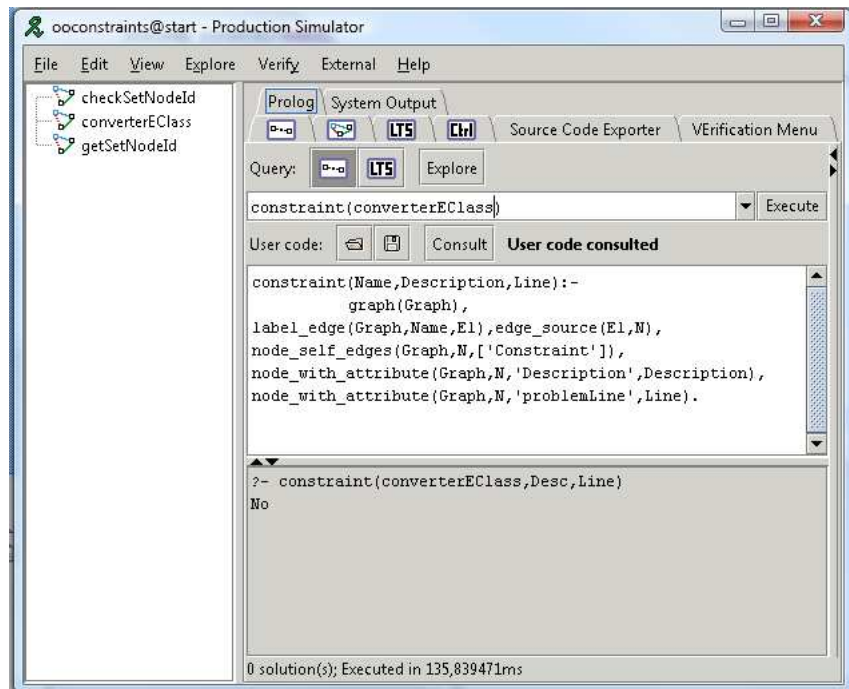 ooconstraints@start - Production Simulator
File Edit View Explore Verify External Help
checkSetNodeId
converterEClass
getSetNodeId
Prolog System Output
LTS Ctrl Source Code Exporter VErification Menu
Query: LTS Explore
constraint(converterEClass) Execute
User code: Consult User code consulted
constraint(Name,Description,Line):-
graph(Graph),
label_edge(Graph,Name,El),edge_source(El,N),
node_self_edges(Graph,N,['Constraint']),
node_with_attribute(Graph,N,'Description',Description),
node_with_attribute(Graph,N,'problemLine',Line).
?- constraint(converterEClass,Desc,Line)
No
0 solution(s); Executed in 135,839471ms